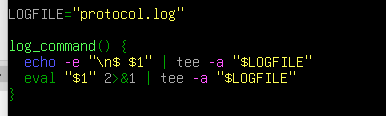 LOGFILE="protocol.log"
log_command() {
echo -e "\n$ $1" | tee -a "$LOGFILE"
eval "$1" 2>&1 | tee -a "$LOGFILE"
}